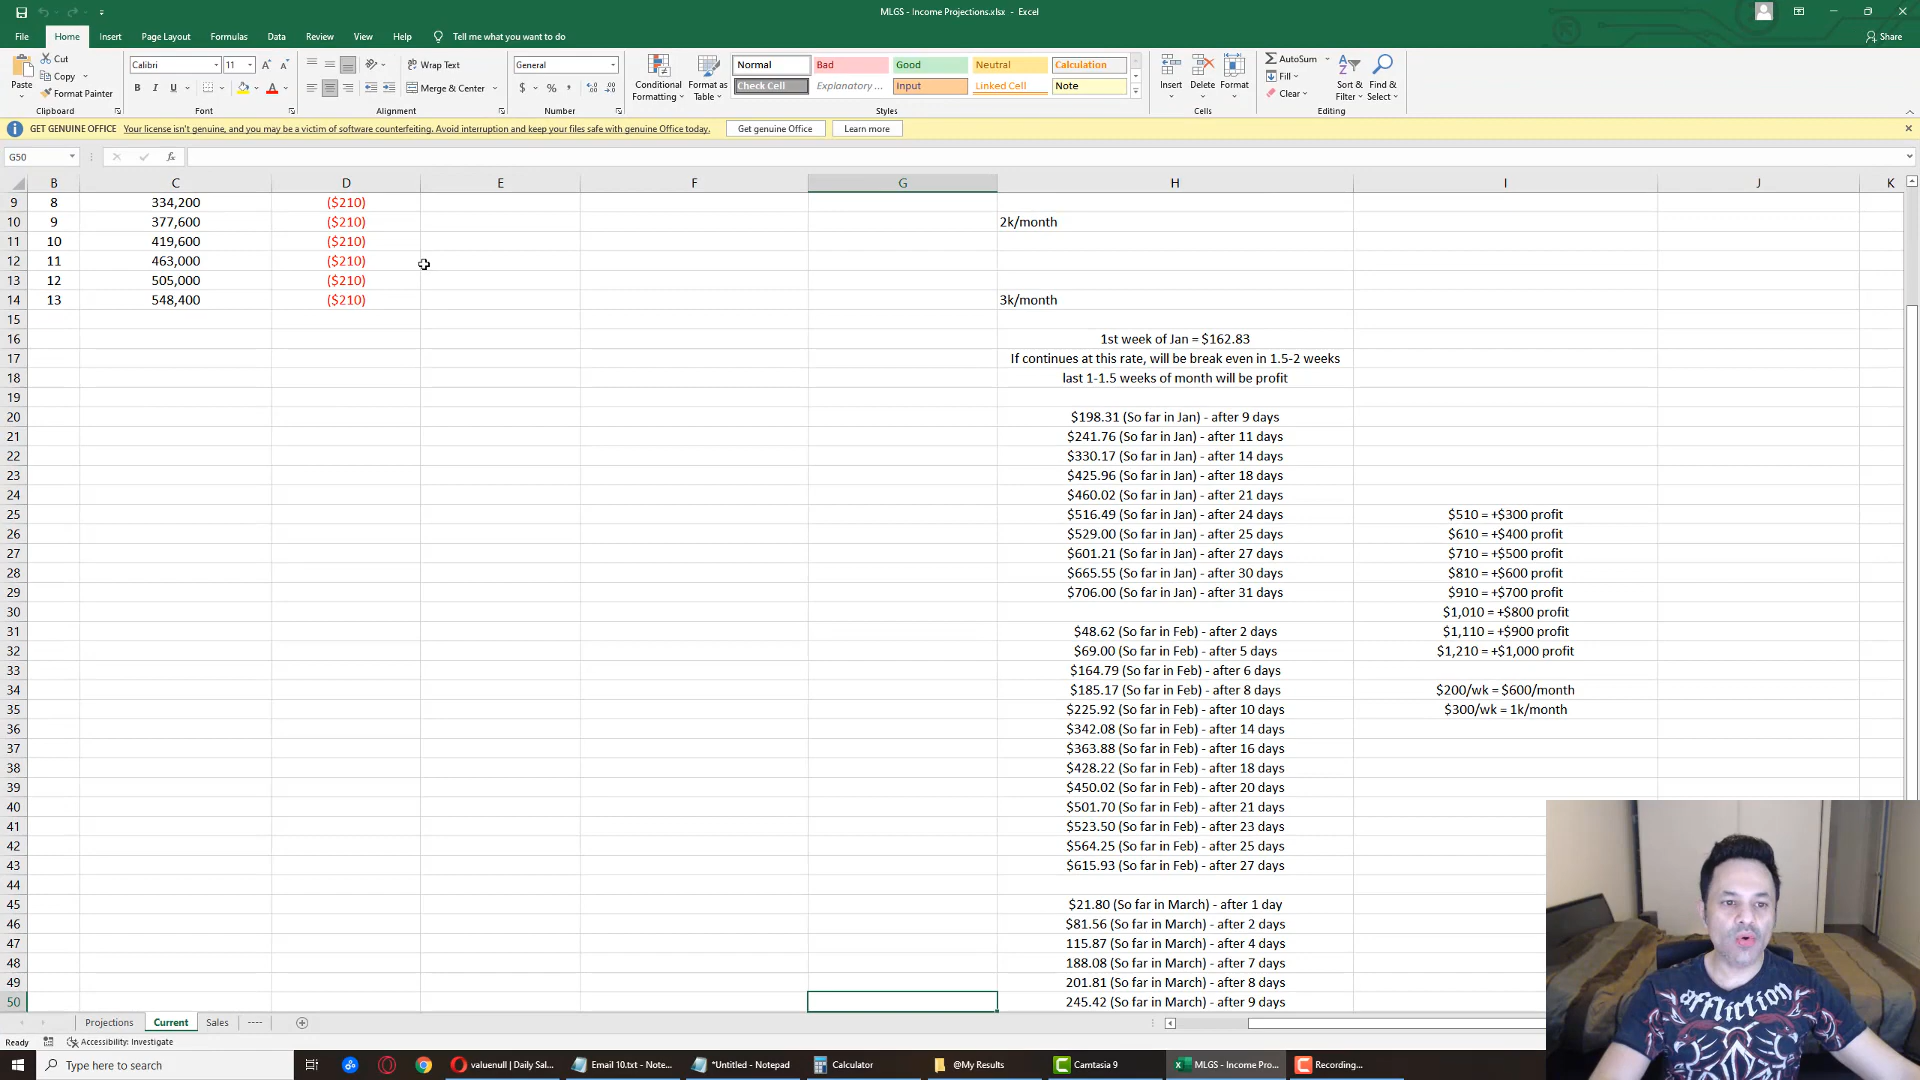 MLGS - Income Projections.xlsx - Excel
File Home Insert Page Layout Formulas Data Review View Help Tell me what you want to do Share
Paste Cut Copy Format Painter Clipboard
Calibri 11 B I U Font
Wrap Text Merge & Center Alignment
General $ % Number
Conditional Formatting Format as Table
Normal Bad Good Neutral Calculation
Check Cell Explanatory ... Input Linked Cell Note
Styles
Insert Delete Format Cells
AutoSum Fill Clear Sort & Filter Find & Select Editing
GET GENUINE OFFICE Your license isn't genuine, and you may be a victim of software counterfeiting. Avoid interruption and keep your files safe with genuine Office today. Get genuine Office Learn more
G50 fx
B C D E F G H I J K
9 8 334,200 ($210)
10 9 377,600 ($210) 2k/month
11 10 419,600 ($210)
12 11 463,000 ($210)
13 12 505,000 ($210)
14 13 548,400 ($210) 3k/month
15
16 1st week of Jan = $162.83
17 If continues at this rate, will be break even in 1.5-2 weeks
18 last 1-1.5 weeks of month will be profit
19
20 $198.31 (So far in Jan) - after 9 days
21 $241.76 (So far in Jan) - after 11 days
22 $330.17 (So far in Jan) - after 14 days
23 $425.96 (So far in Jan) - after 18 days
24 $460.02 (So far in Jan) - after 21 days
25 $516.49 (So far in Jan) - after 24 days $510 = +$300 profit
26 $529.00 (So far in Jan) - after 25 days $610 = +$400 profit
27 $601.21 (So far in Jan) - after 27 days $710 = +$500 profit
28 $665.55 (So far in Jan) - after 30 days $810 = +$600 profit
29 $706.00 (So far in Jan) - after 31 days $910 = +$700 profit
30 $1,010 = +$800 profit
31 $48.62 (So far in Feb) - after 2 days $1,110 = +$900 profit
32 $69.00 (So far in Feb) - after 5 days $1,210 = +$1,000 profit
33 $164.79 (So far in Feb) - after 6 days
34 $185.17 (So far in Feb) - after 8 days $200/wk = $600/month
35 $225.92 (So far in Feb) - after 10 days $300/wk = 1k/month
36 $342.08 (So far in Feb) - after 14 days
37 $363.88 (So far in Feb) - after 16 days
38 $428.22 (So far in Feb) - after 18 days
39 $450.02 (So far in Feb) - after 20 days
40 $501.70 (So far in Feb) - after 21 days
41 $523.50 (So far in Feb) - after 23 days
42 $564.25 (So far in Feb) - after 25 days
43 $615.93 (So far in Feb) - after 27 days
44
45 $21.80 (So far in March) - after 1 day
46 $81.56 (So far in March) - after 2 days
47 115.87 (So far in March) - after 4 days
48 188.08 (So far in March) - after 7 days
49 201.81 (So far in March) - after 8 days
50 245.42 (So far in March) - after 9 days
affliction
Projections Current Sales ----
Ready Accessibility: Investigate
Type here to search valuenull | Daily Sal... Email 10.txt - Note... *Untitled - Notepad Calculator @My Results Camtasia 9 MLGS - Income Pro... Recording...